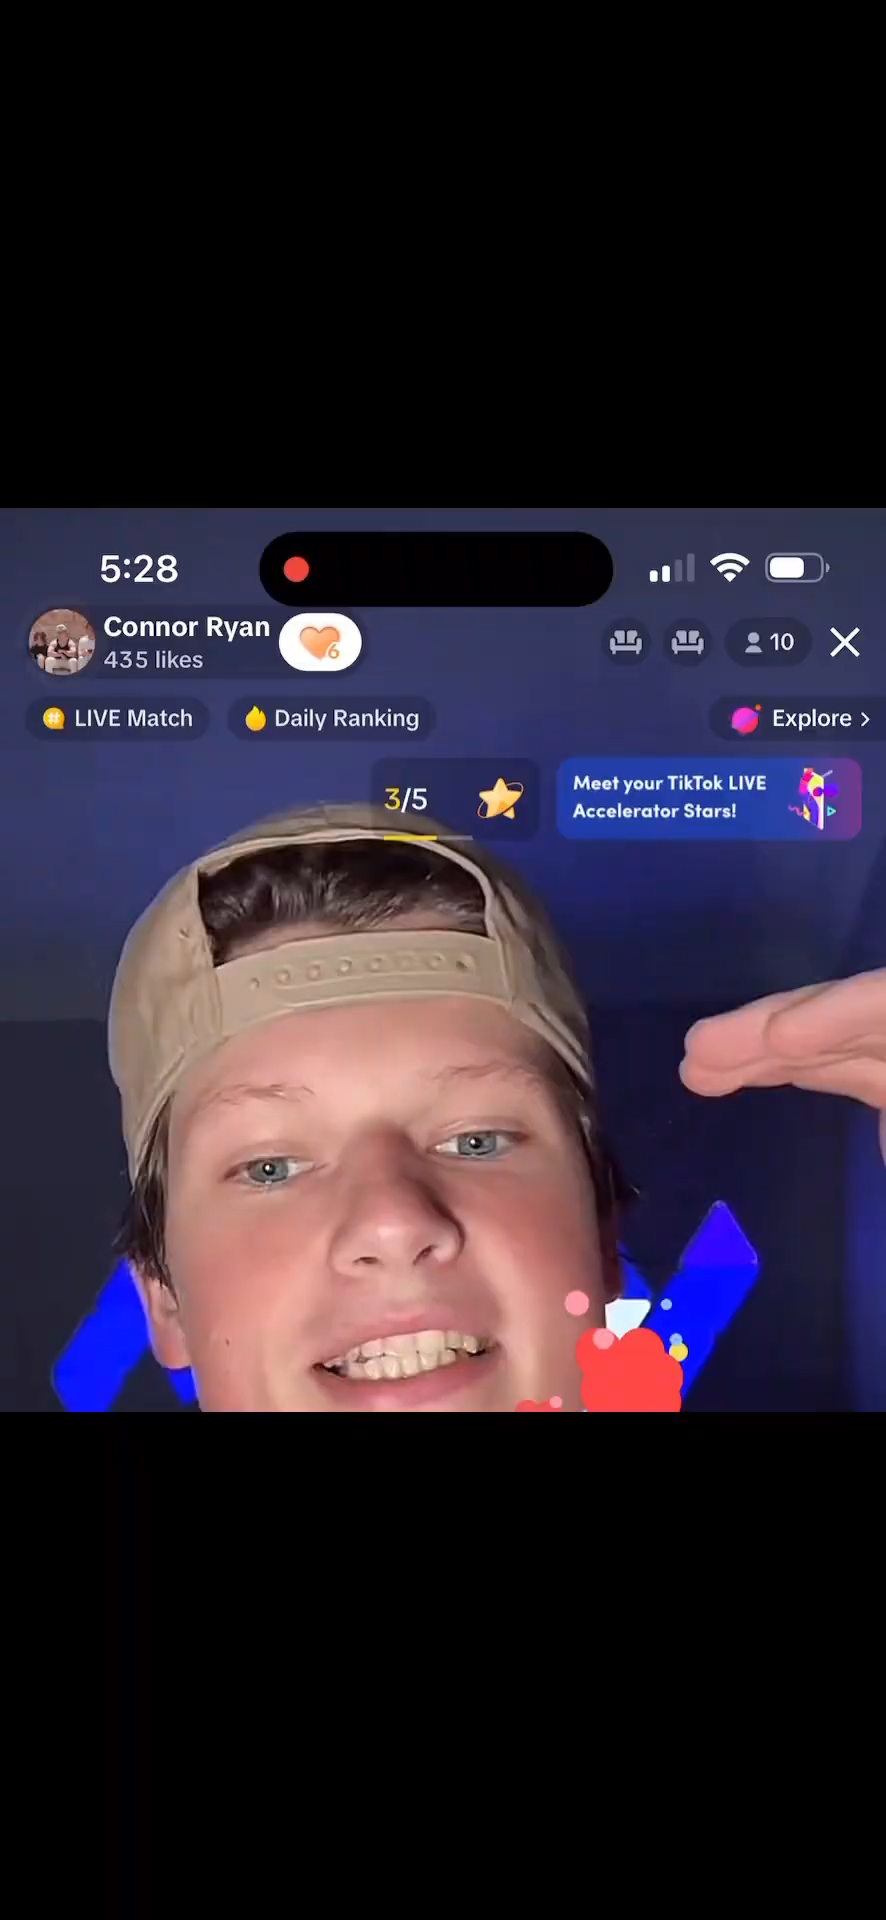 5:28
Connor Ryan
435 likes
6
10
LIVE Match
Daily Ranking
Explore >
3/5
Meet your TikTok LIVE
Accelerator Stars!